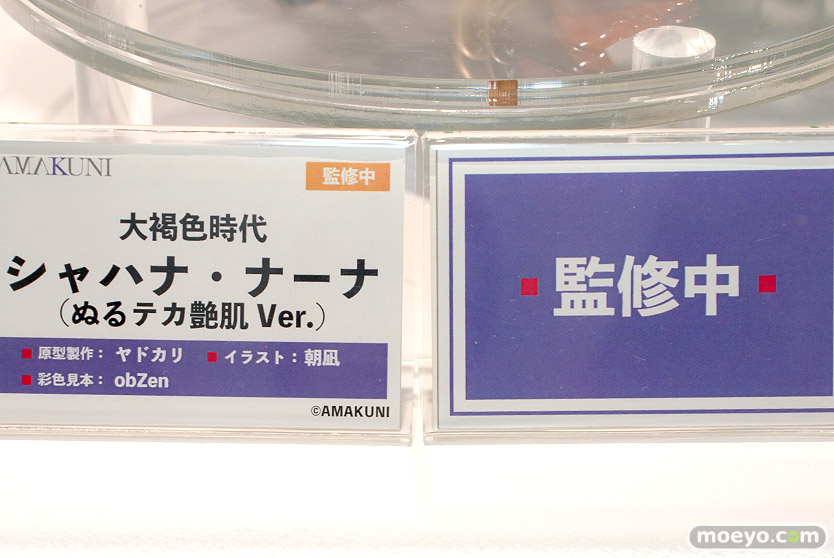 AMAKUNI
監修中
大褐色時代
シャハナ・ナーナ
（ぬるテカ艶肌 Ver.）
■ 原型製作： ヤドカリ ■ イラスト：朝凪
■ 彩色見本： obZen
©AMAKUNI
■ 監修中 ■
moeyo.com